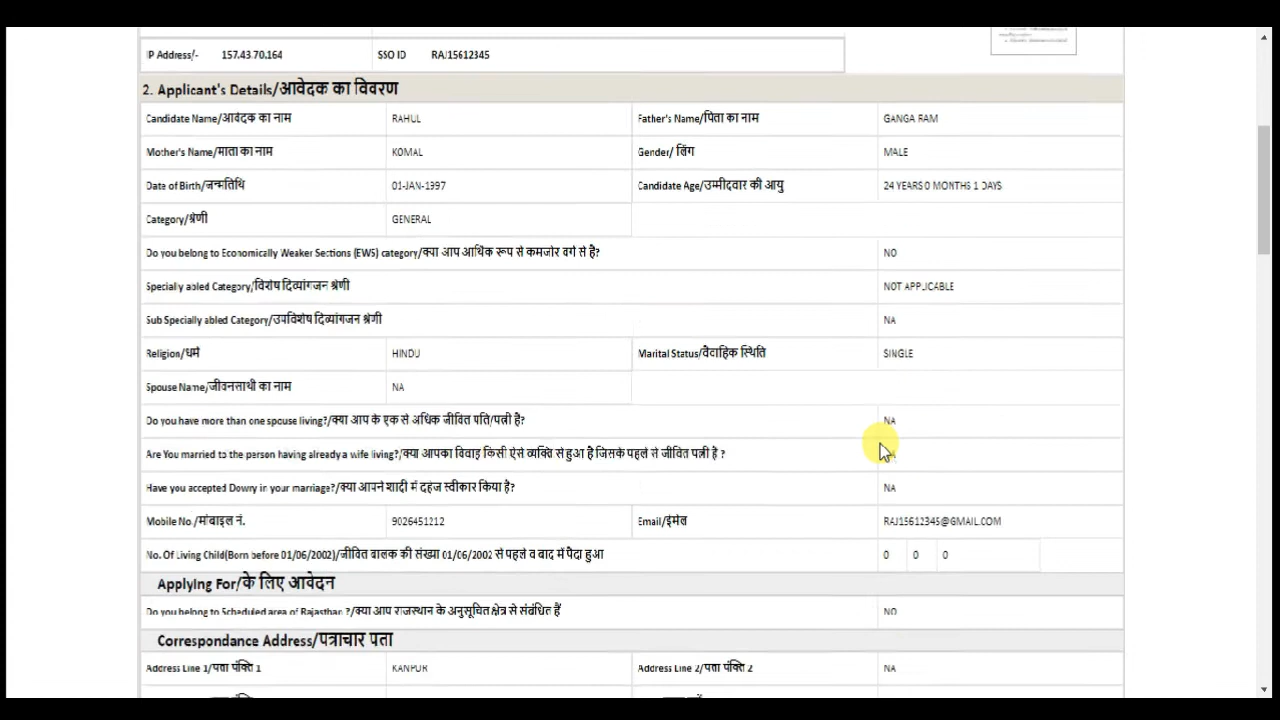 IP Address/- 157.43.70.164 SSO ID RAJ15612345
2. Applicant's Details/आवेदक का विवरण
Candidate Name/आवेदक का नाम RAHUL Father's Name/पिता का नाम GANGA RAM
Mother's Name/माता का नाम KOMAL Gender/ लिंग MALE
Date of Birth/जन्मतिथि 01-JAN-1997 Candidate Age/उम्मीदवार की आयु 24 YEARS 0 MONTHS 1 DAYS
Category/श्रेणी GENERAL
Do you belong to Economically Weaker Sections (EWS) category/क्या आप आर्थिक रूप से कमजोर वर्ग से है? NO
Specially abled Category/विशेष दिव्यांगजन श्रेणी NOT APPLICABLE
Sub Specially abled Category/उपविशेष दिव्यांगजन श्रेणी NA
Religion/धर्म HINDU Marital Status/वैवाहिक स्थिति SINGLE
Spouse Name/जीवनसाथी का नाम NA
Do you have more than one spouse living?/क्या आप के एक से अधिक जीवित पति/पत्नी है? NA
Are You married to the person having already a wife living?/क्या आपका विवाह किसी ऐसे व्यक्ति से हुआ है जिसके पहले से जीवित पत्नी है ?
Have you accepted Dowry in your marriage?/क्या आपने शादी में दहेज स्वीकार किया है? NA
Mobile No./मोबाइल नं. 9026451212 Email/ईमेल RAJ15612345@GMAIL.COM
No. Of Living Child(Born before 01/06/2002)/जीवित बालक की संख्या 01/06/2002 से पहले व बाद में पैदा हुआ 0 0 0
Applying For/के लिए आवेदन
Do you belong to Scheduled area of Rajasthan ?/क्या आप राजस्थान के अनुसूचित क्षेत्र से संबंधित हैं NO
Correspondance Address/पत्राचार पता
Address Line 1/पता पंक्ति 1 KANPUR Address Line 2/पता पंक्ति 2 NA